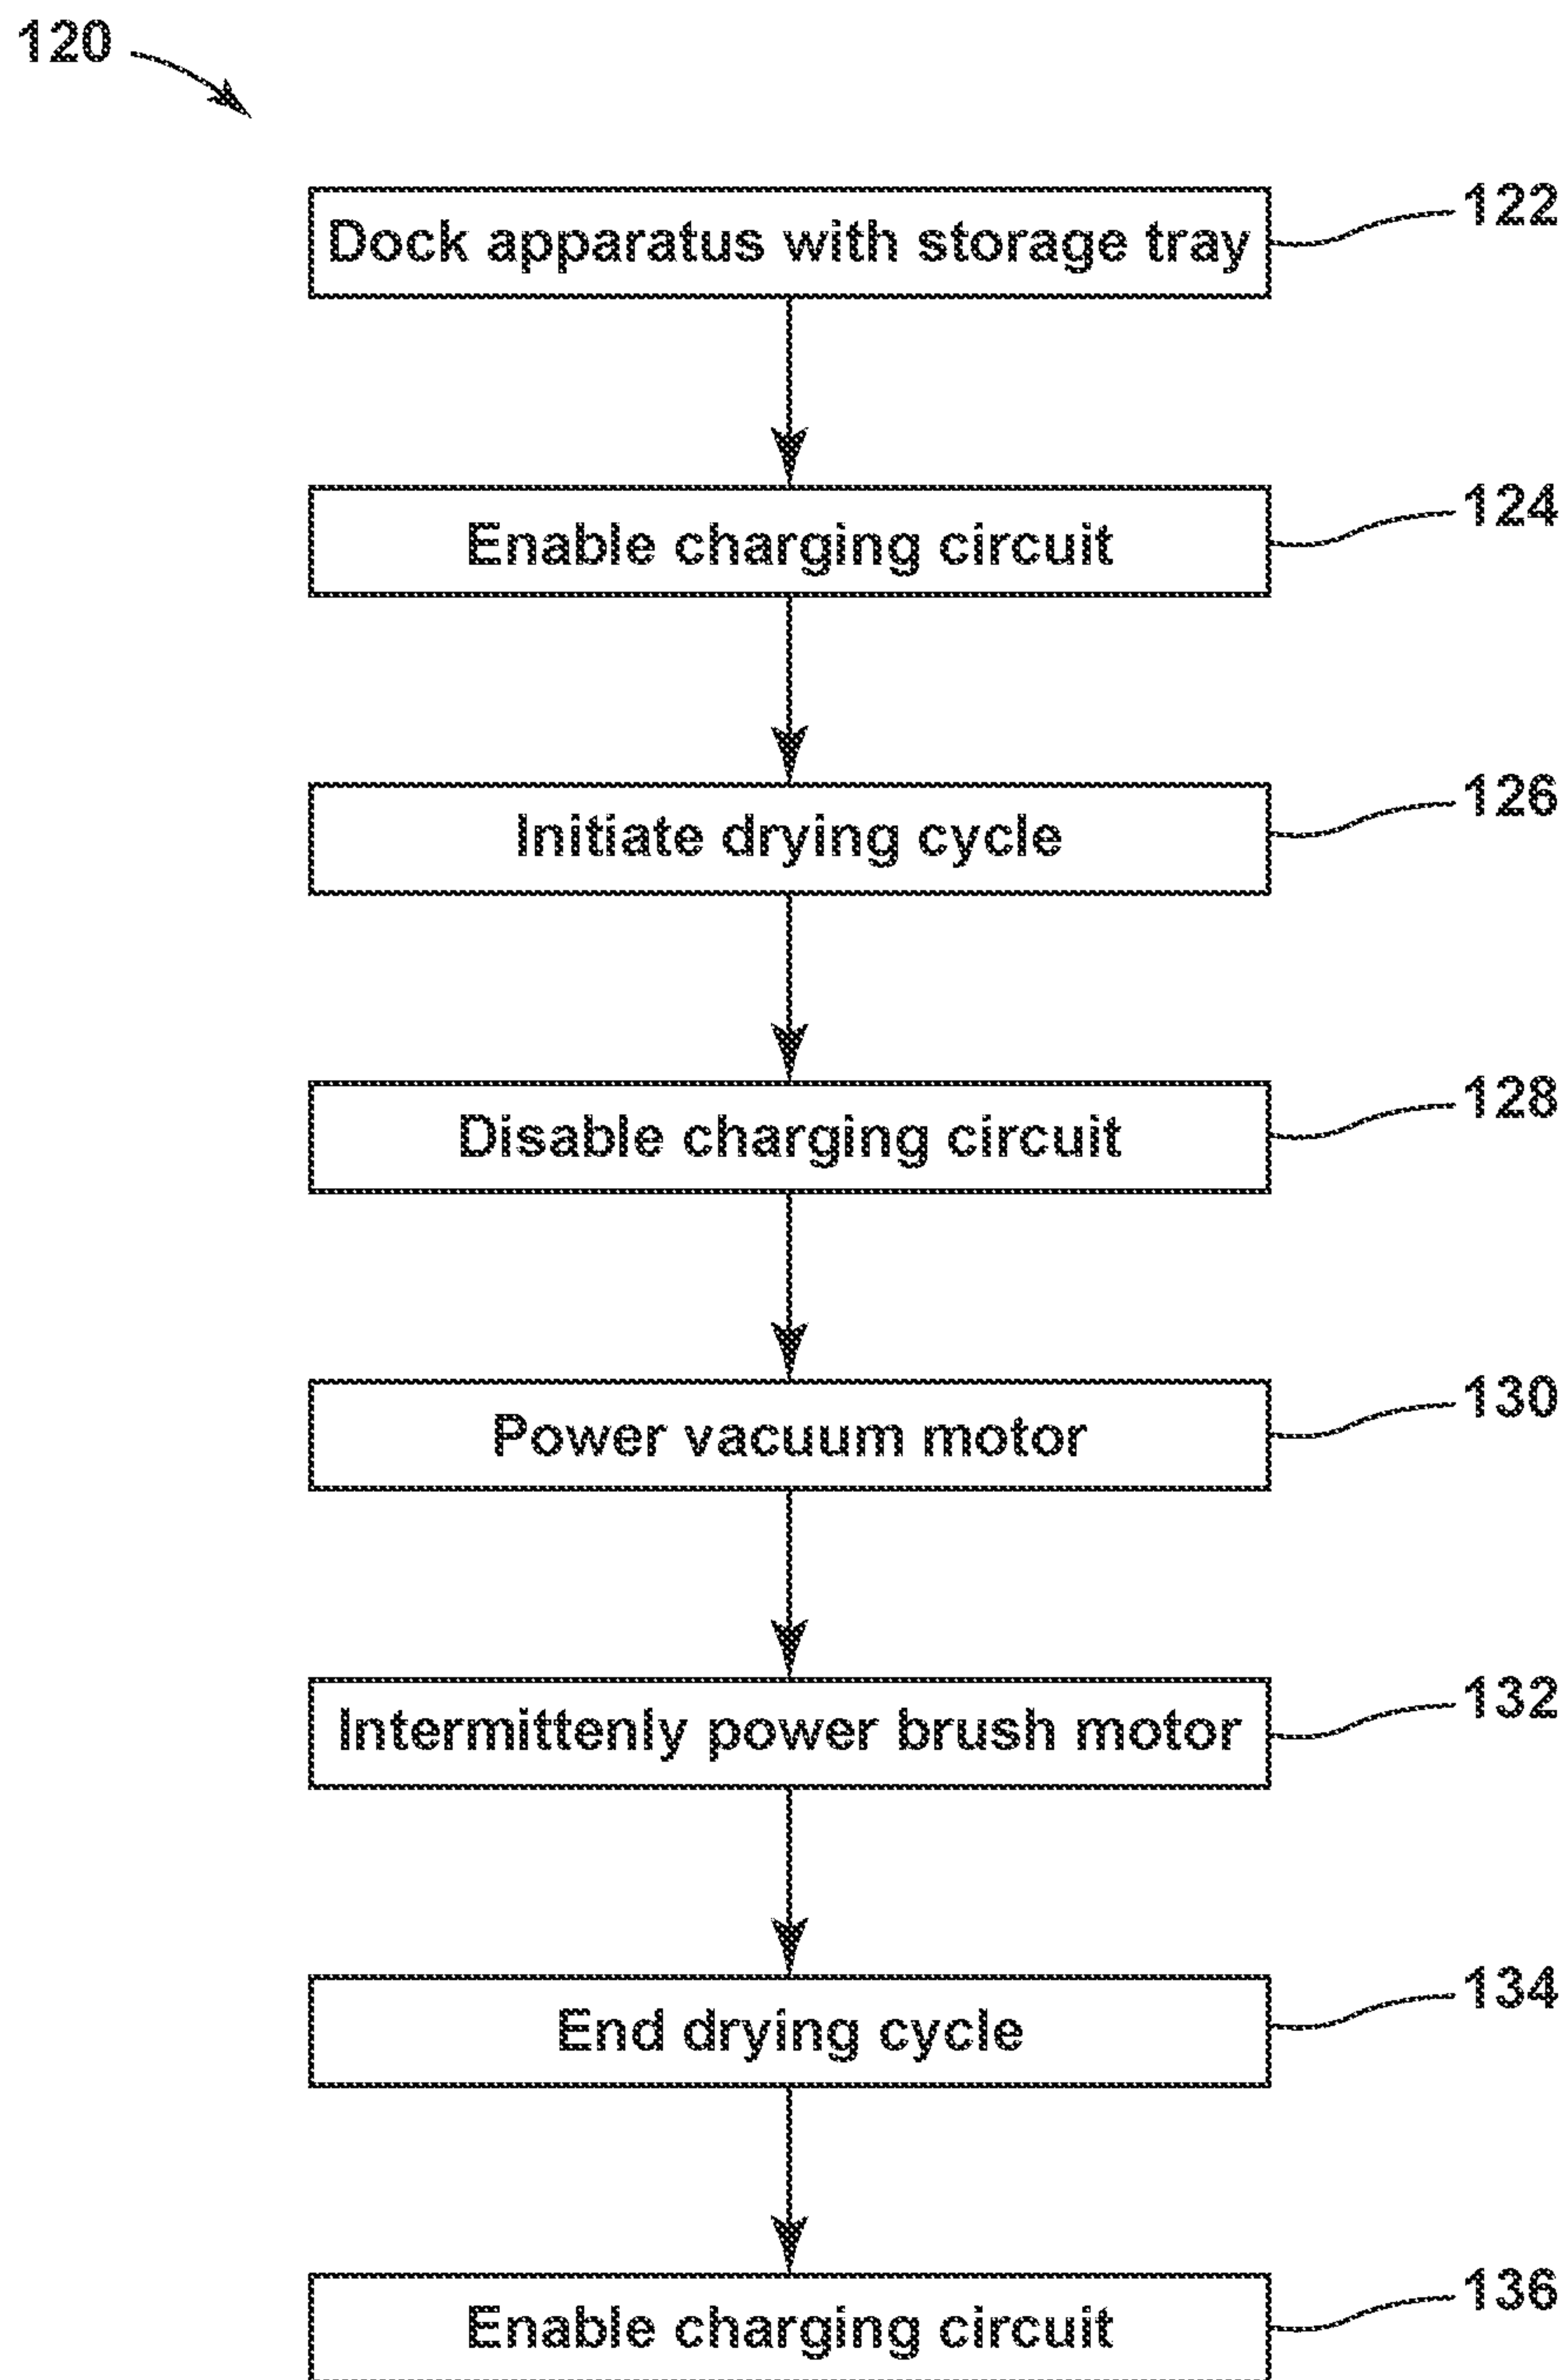 120
Dock apparatus with storage tray 122
Enable charging circuit 124
Initiate drying cycle 126
Disable charging circuit 128
Power vacuum motor 130
Intermittenly power brush motor 132
End drying cycle 134
Enable charging circuit 136